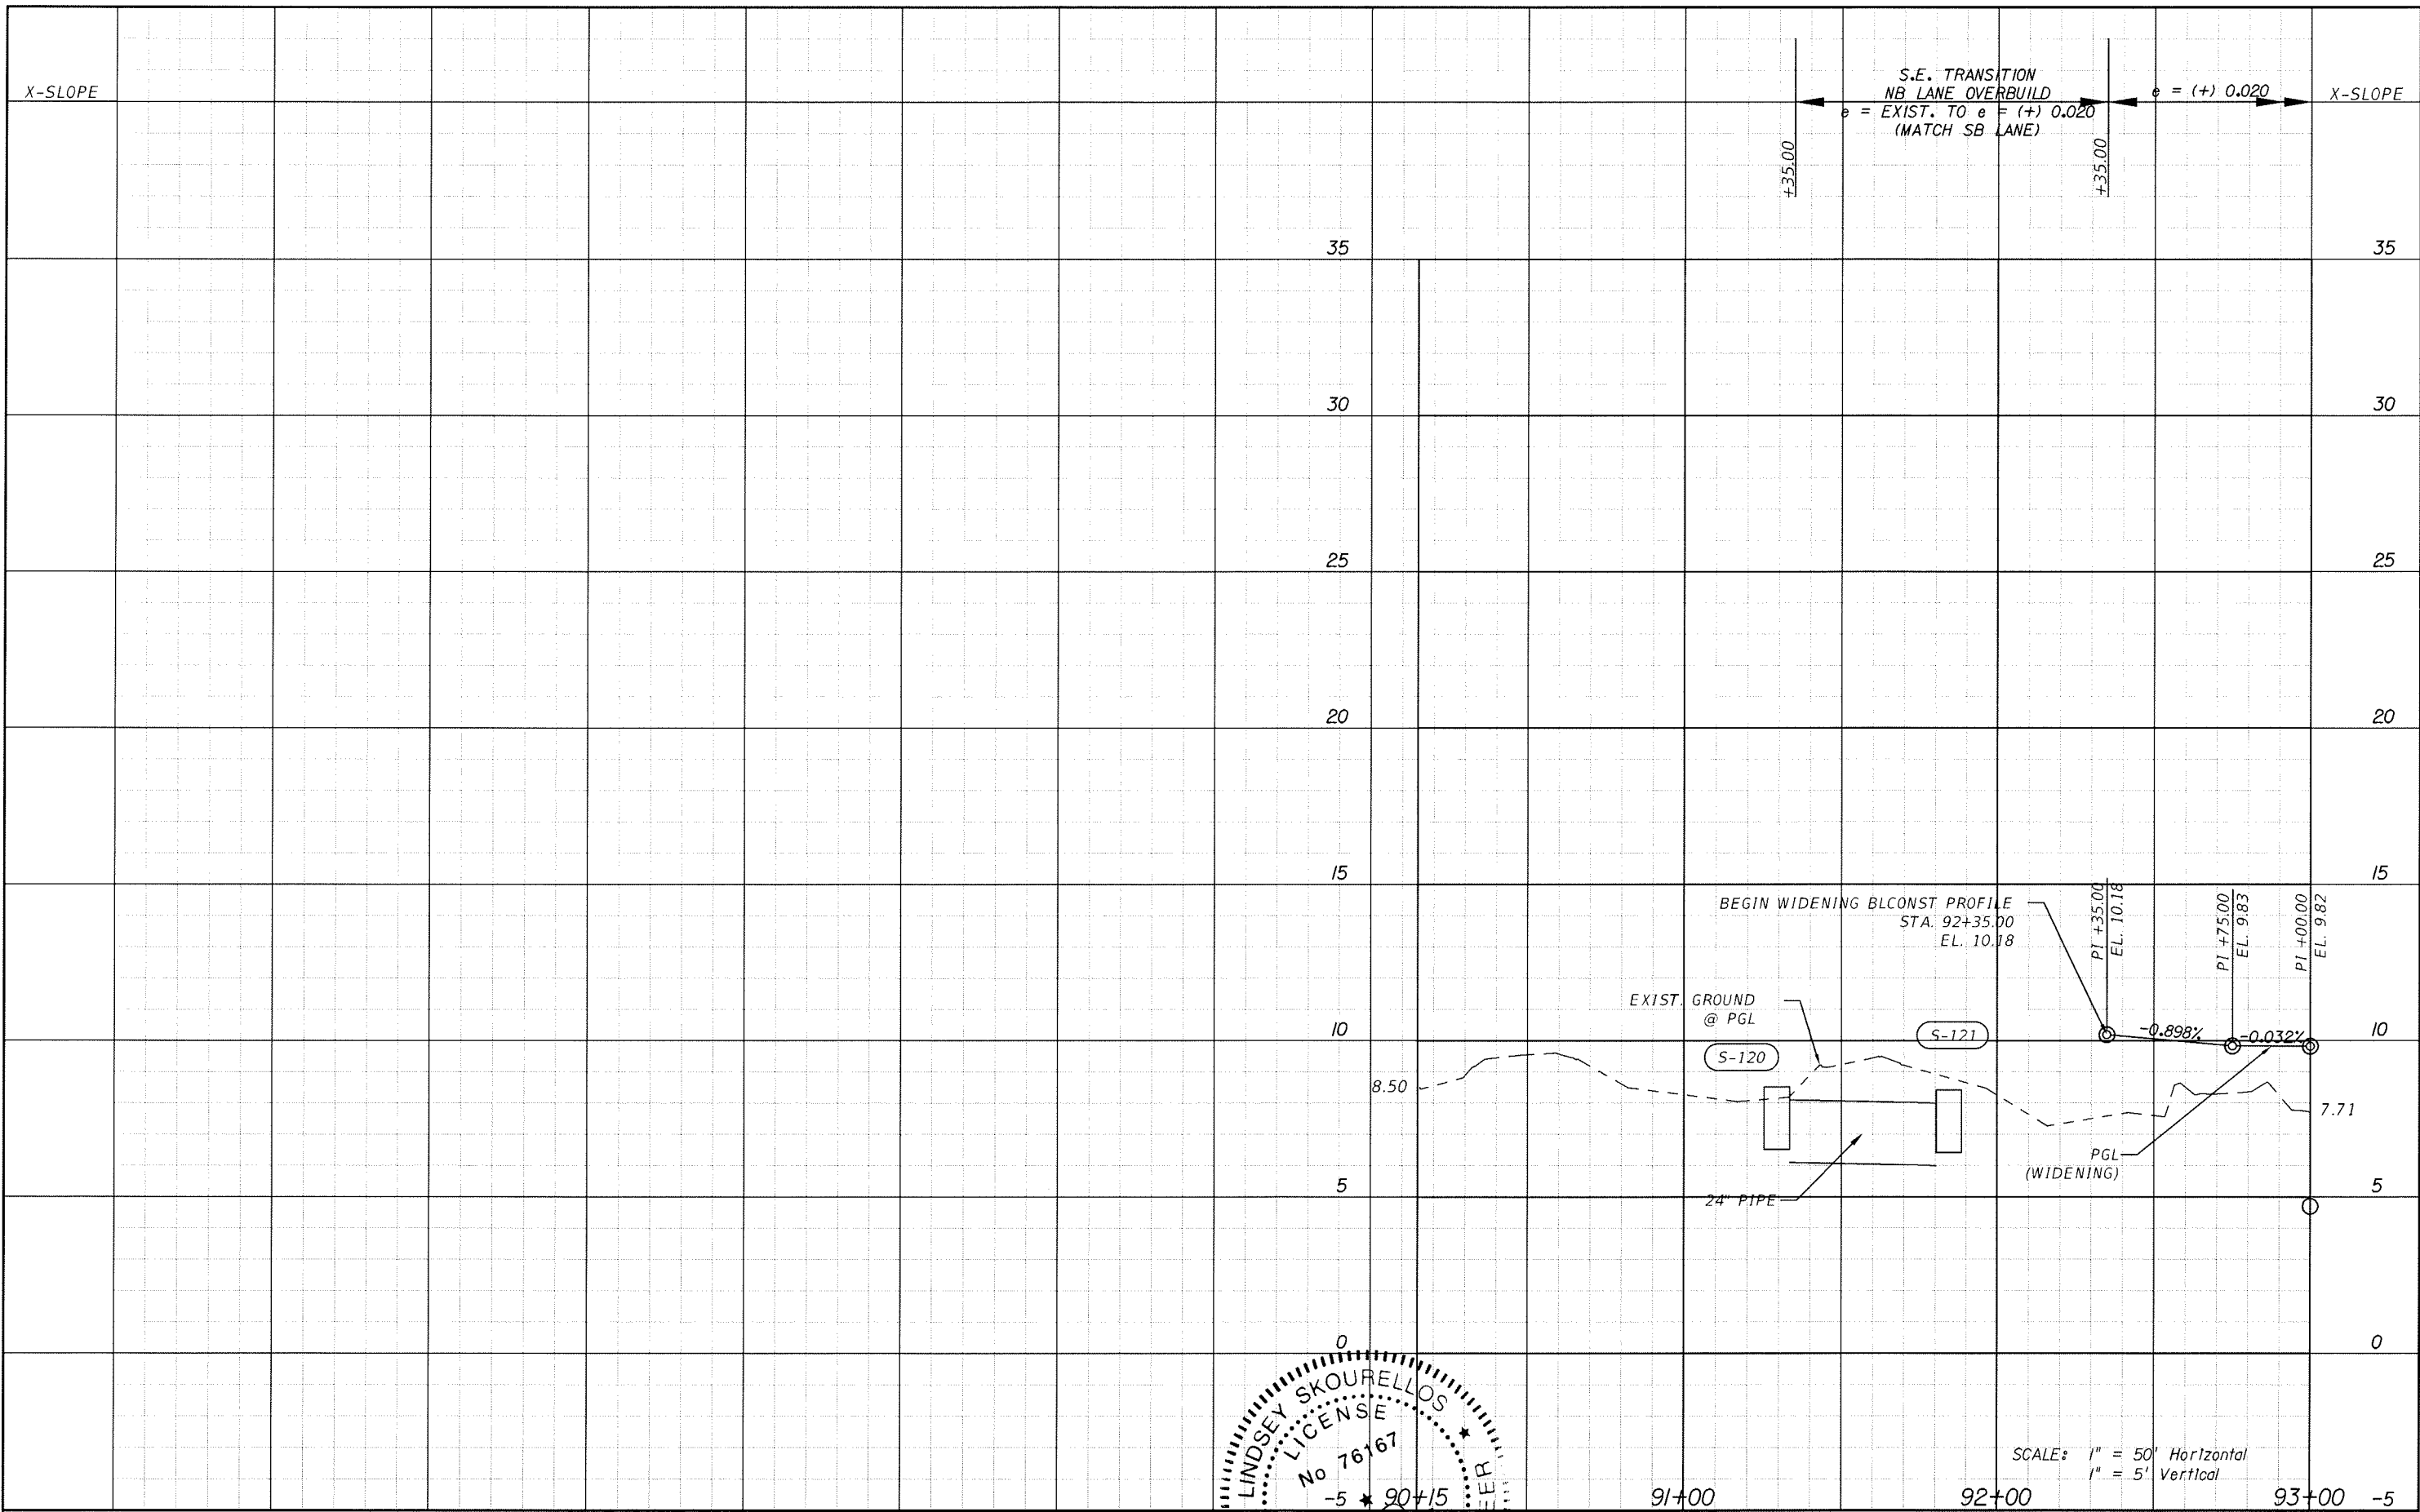 X-SLOPE
S.E. TRANSITION
NB LANE OVERBUILD
e = EXIST. TO e = (+) 0.020
(MATCH SB LANE)
e = (+) 0.020
X-SLOPE
+35.00
+35.00
35
35
30
30
25
25
20
20
15
15
BEGIN WIDENING BLCONST PROFILE
STA. 92+35.00
EL. 10.18
PI +35.00
EL. 10.18
PI +75.00
EL. 9.83
PI +00.00
EL. 9.82
EXIST. GROUND
@ PGL
10
S-120
S-121
-0.898%
-0.032%
10
8.50
7.71
PGL
(WIDENING)
5
24" PIPE
5
0
0
LINDSEY SKOURELLOS
LICENSE
No 76167
SCALE: 1" = 50' Horizontal
1" = 5' Vertical
-5
90+15
91+00
92+00
93+00
-5